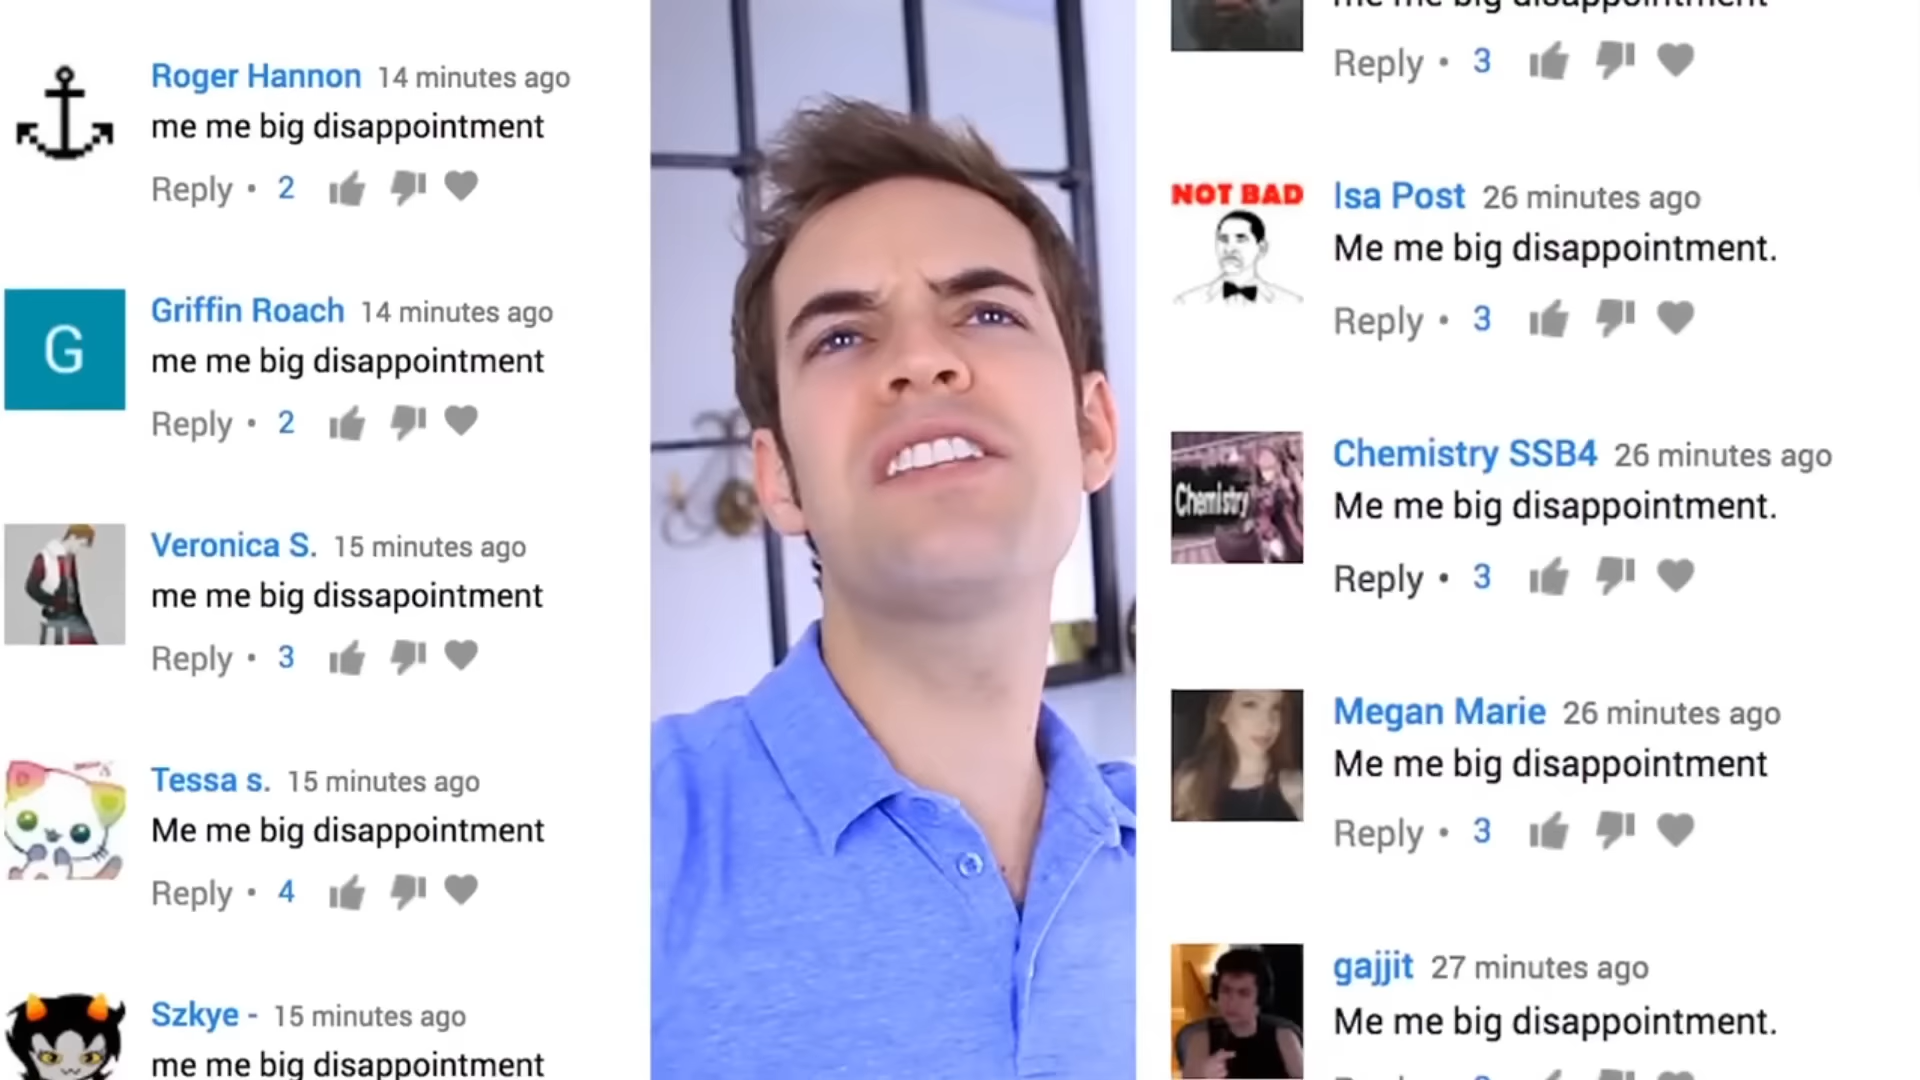 Roger Hannon 14 minutes ago
me me big disappointment
Reply • 2
G
Griffin Roach 14 minutes ago
me me big disappointment
Reply • 2
Veronica S. 15 minutes ago
me me big dissapointment
Reply • 3
Tessa s. 15 minutes ago
Me me big disappointment
Reply • 4
Szkye - 15 minutes ago
me me big disappointment
me me big disappointment
Reply • 3
NOT BAD
Isa Post 26 minutes ago
Me me big disappointment.
Reply • 3
Chemistry
Chemistry SSB4 26 minutes ago
Me me big disappointment.
Reply • 3
Megan Marie 26 minutes ago
Me me big disappointment
Reply • 3
gajjit 27 minutes ago
Me me big disappointment.